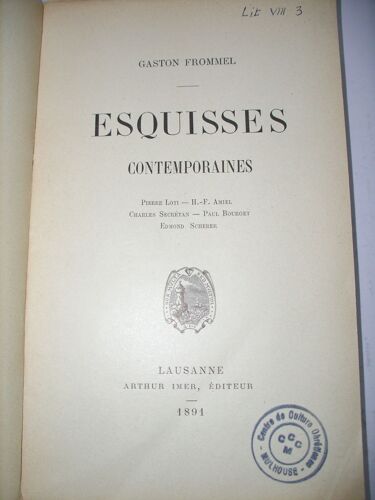 Lit VIII 3
GASTON FROMMEL
ESQUISSES
CONTEMPORAINES
PIERRE LOTI — H.-F. AMIEL
CHARLES SECRÉTAN — PAUL BOURGET
EDMOND SCHERER
LAUSANNE
ARTHUR IMER, ÉDITEUR
1891
Centre de Culture Chrétienne
CCC
M
MULHOUSE